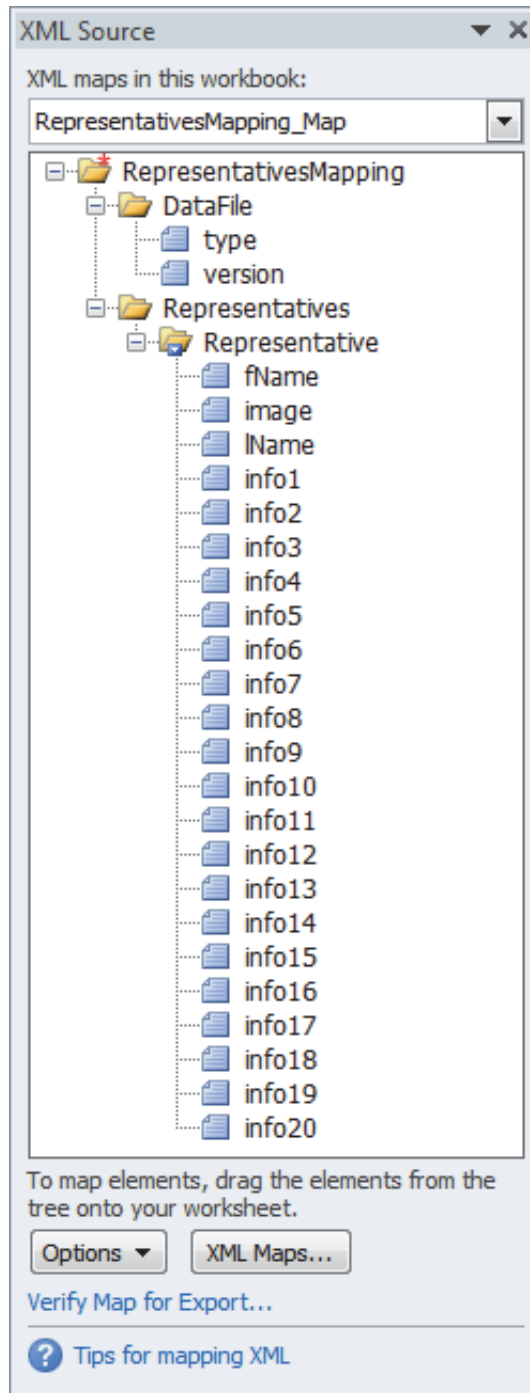 XML Source
XML maps in this workbook:
RepresentativesMapping_Map
RepresentativesMapping
DataFile
type
version
Representatives
Representative
fName
image
lName
info1
info2
info3
info4
info5
info6
info7
info8
info9
info10
info11
info12
info13
info14
info15
info16
info17
info18
info19
info20
To map elements, drag the elements from the
tree onto your worksheet.
Options XML Maps...
Verify Map for Export...
Tips for mapping XML